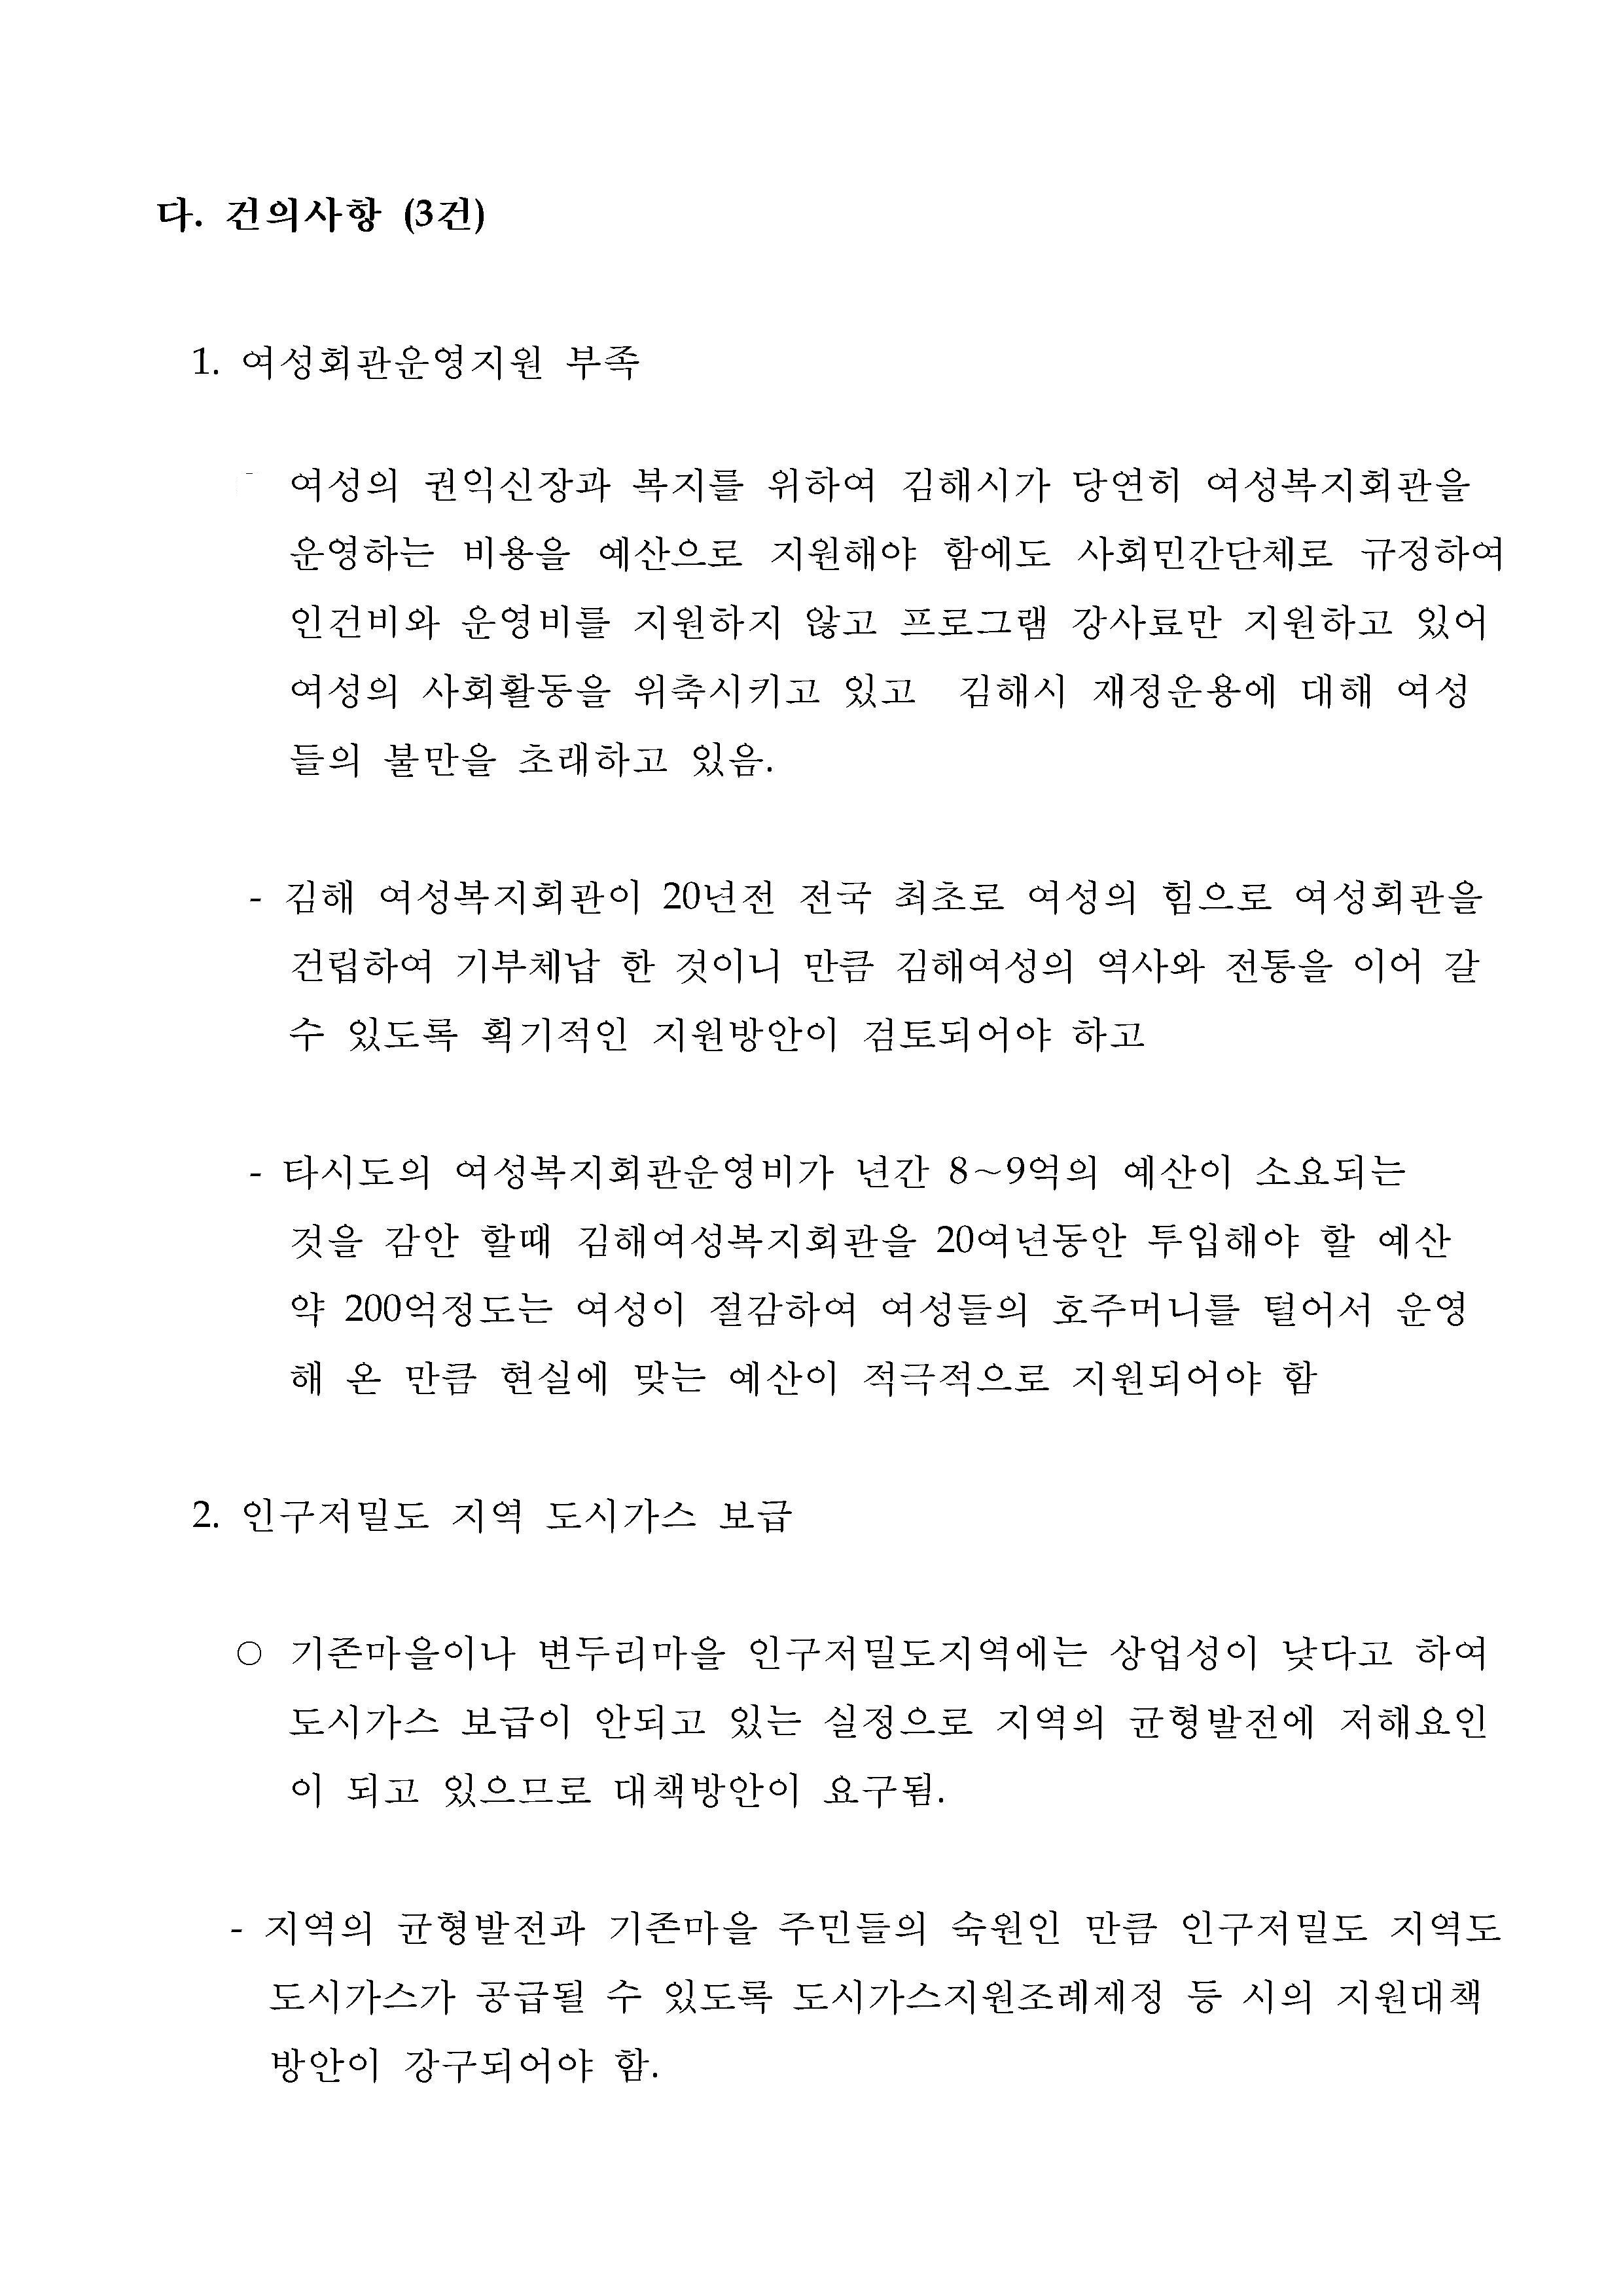 다. 건의사항 (3건)
1. 여성회관운영지원 부족
여성의 권익신장과 복지를 위하여 김해시가 당연히 여성복지회관을
운영하는 비용을 예산으로 지원해야 함에도 사회민간단체로 규정하여
인건비와 운영비를 지원하지 않고 프로그램 강사료만 지원하고 있어
여성의 사회활동을 위축시키고 있고 김해시 재정운용에 대해 여성
들의 불만을 초래하고 있음.
- 김해 여성복지회관이 20년전 전국 최초로 여성의 힘으로 여성회관을
건립하여 기부체납 한 것이니 만큼 김해여성의 역사와 전통을 이어 갈
수 있도록 획기적인 지원방안이 검토되어야 하고
- 타시도의 여성복지회관운영비가 년간 8~9억의 예산이 소요되는
것을 감안 할때 김해여성복지회관을 20여년동안 투입해야 할 예산
약 200억정도는 여성이 절감하여 여성들의 호주머니를 털어서 운영
해 온 만큼 현실에 맞는 예산이 적극적으로 지원되어야 함
2. 인구저밀도 지역 도시가스 보급
○ 기존마을이나 변두리마을 인구저밀도지역에는 상업성이 낮다고 하여
도시가스 보급이 안되고 있는 실정으로 지역의 균형발전에 저해요인
이 되고 있으므로 대책방안이 요구됨.
- 지역의 균형발전과 기존마을 주민들의 숙원인 만큼 인구저밀도 지역도
도시가스가 공급될 수 있도록 도시가스지원조례제정 등 시의 지원대책
방안이 강구되어야 함.